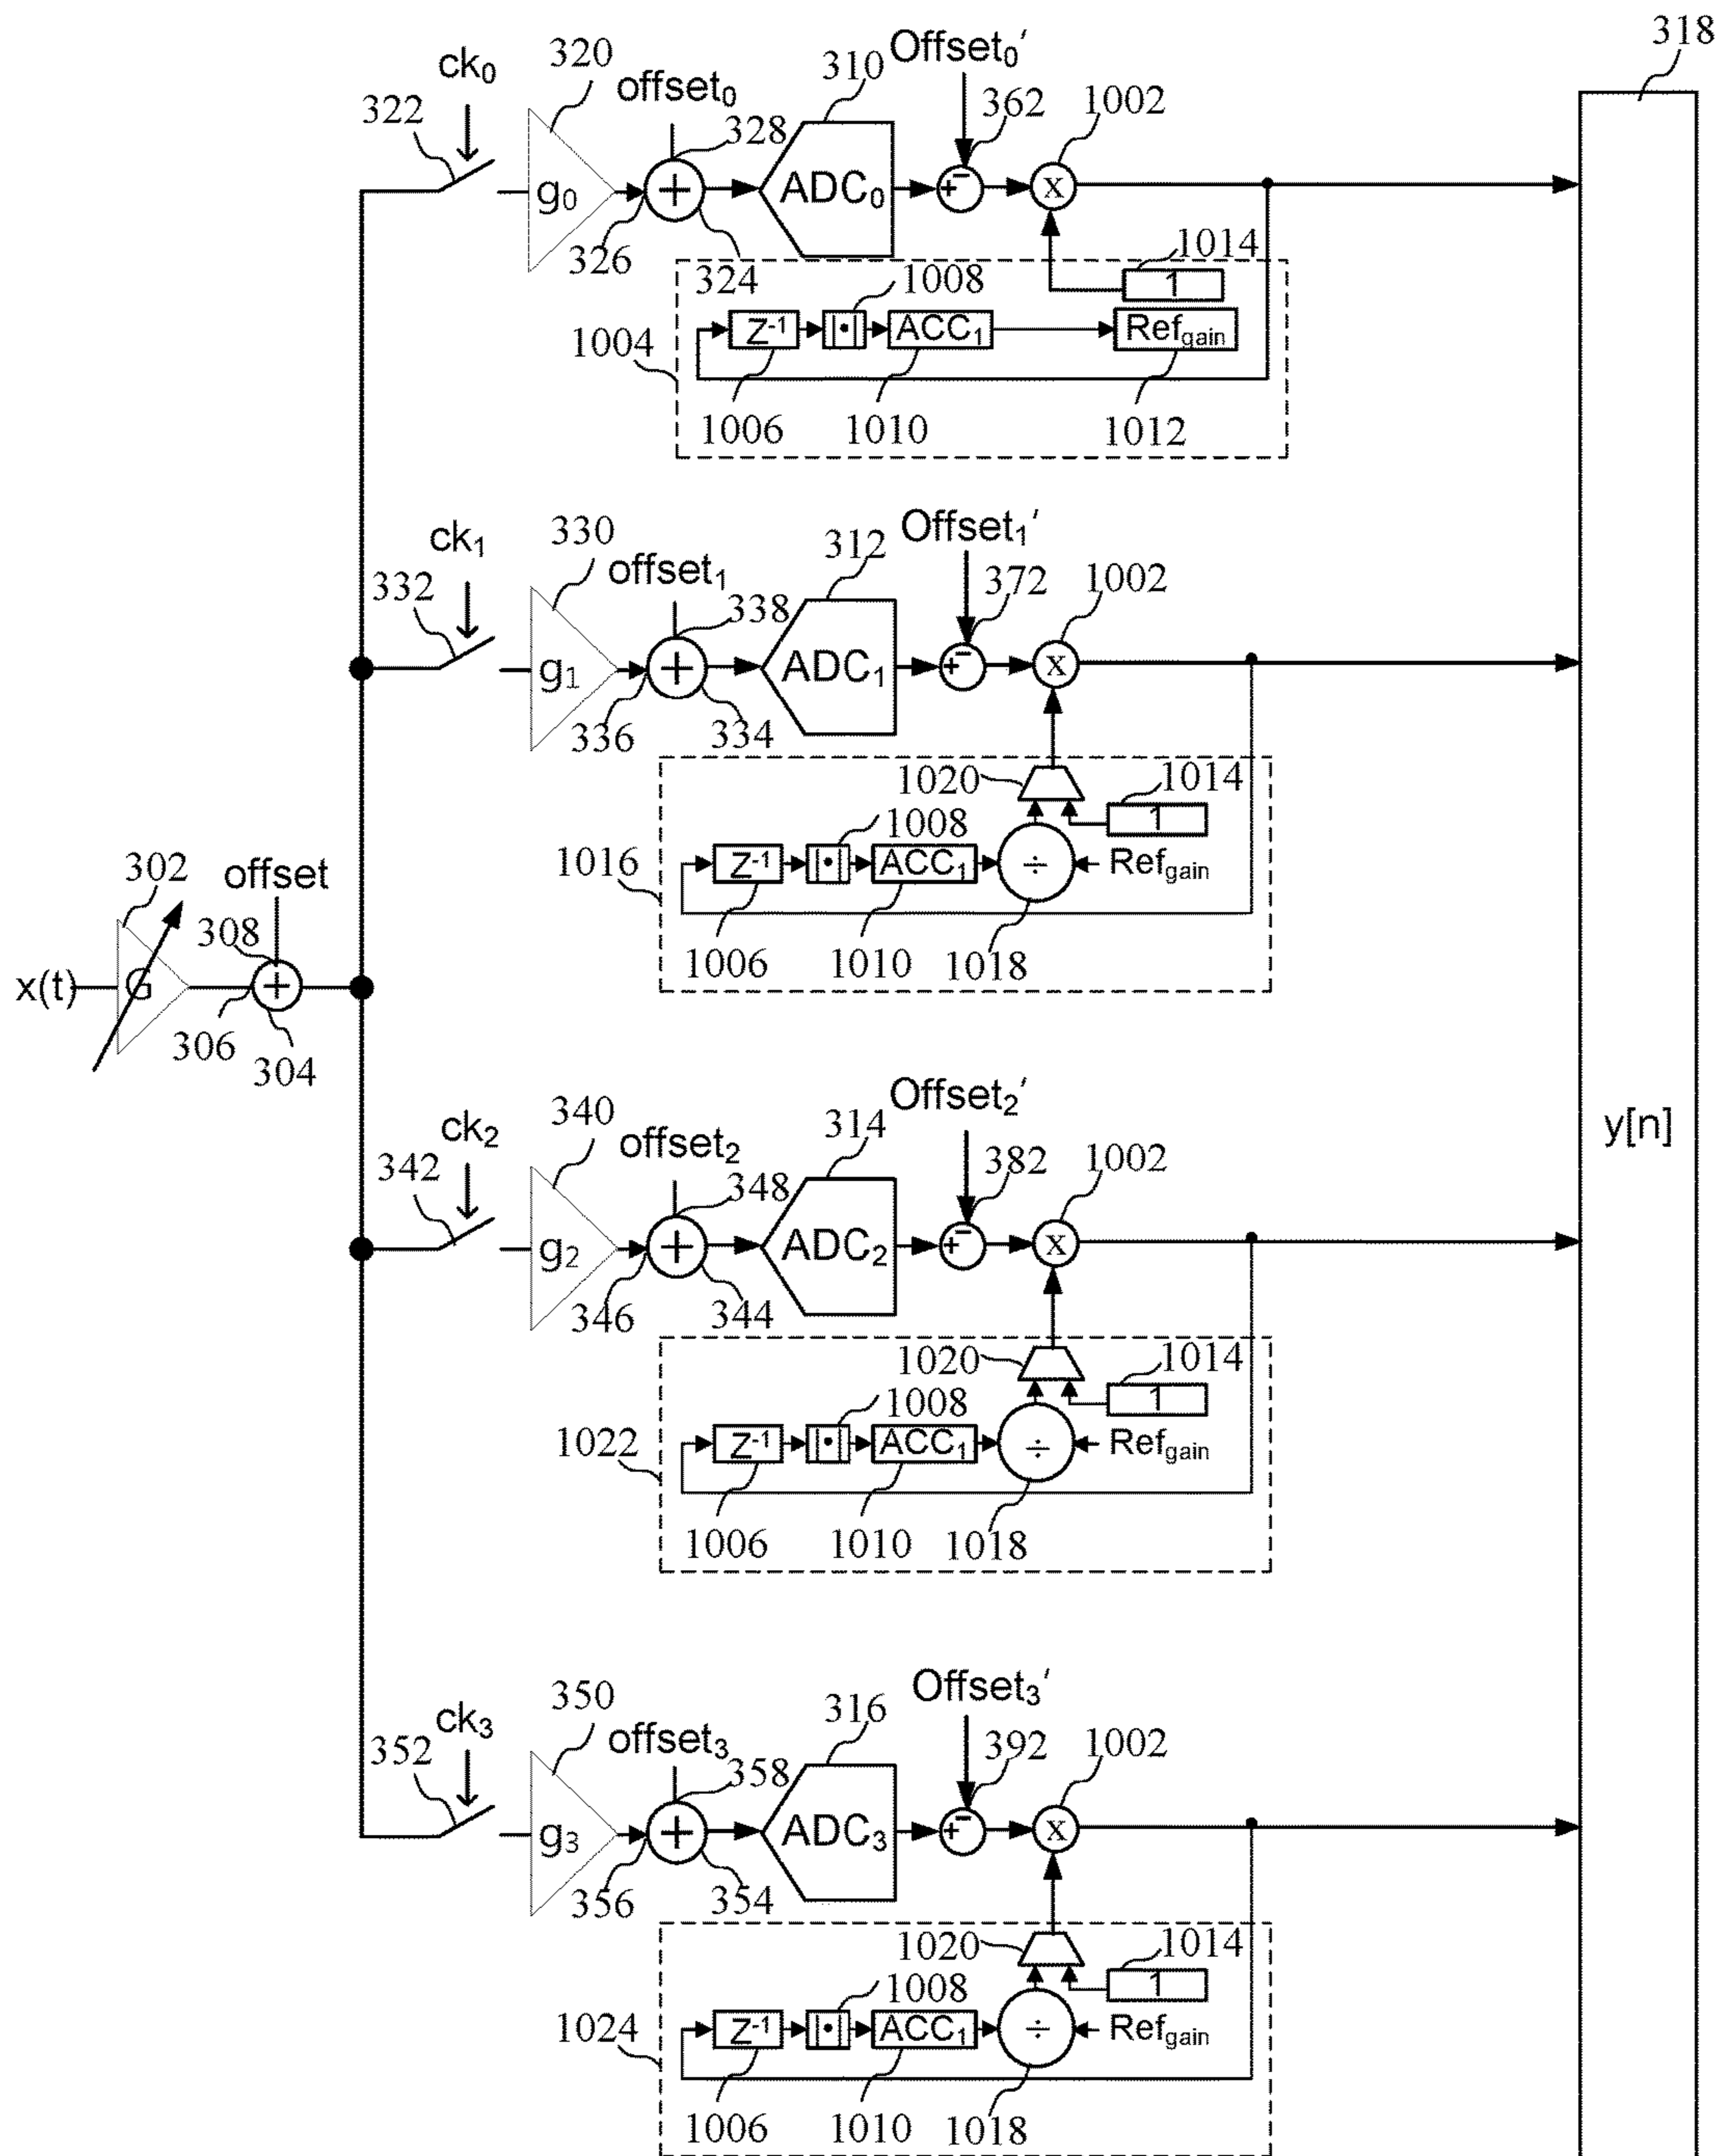 318
320
310
Offset₀′
ck₀
offset₀
362
1002
322
328
g₀
+
ADC₀
+
−
x
326
324
1014
1
1008
1004
Z⁻¹
|•|
ACC₁
Ref_gain
1006
1010
1012
330
312
Offset₁′
ck₁
offset₁
372
1002
332
338
g₁
+
ADC₁
+
−
x
336
334
1020
1014
1
1008
1016
Z⁻¹
|•|
ACC₁
÷
Ref_gain
1006
1010
1018
302
offset
308
x(t)
G
+
306
304
340
314
Offset₂′
ck₂
offset₂
382
1002
342
348
g₂
+
ADC₂
+
−
x
y[n]
346
344
1020
1014
1
1008
1022
Z⁻¹
|•|
ACC₁
÷
Ref_gain
1006
1010
1018
350
316
Offset₃′
ck₃
offset₃
392
1002
352
358
g₃
+
ADC₃
+
−
x
356
354
1020
1014
1
1008
1024
Z⁻¹
|•|
ACC₁
÷
Ref_gain
1006
1010
1018